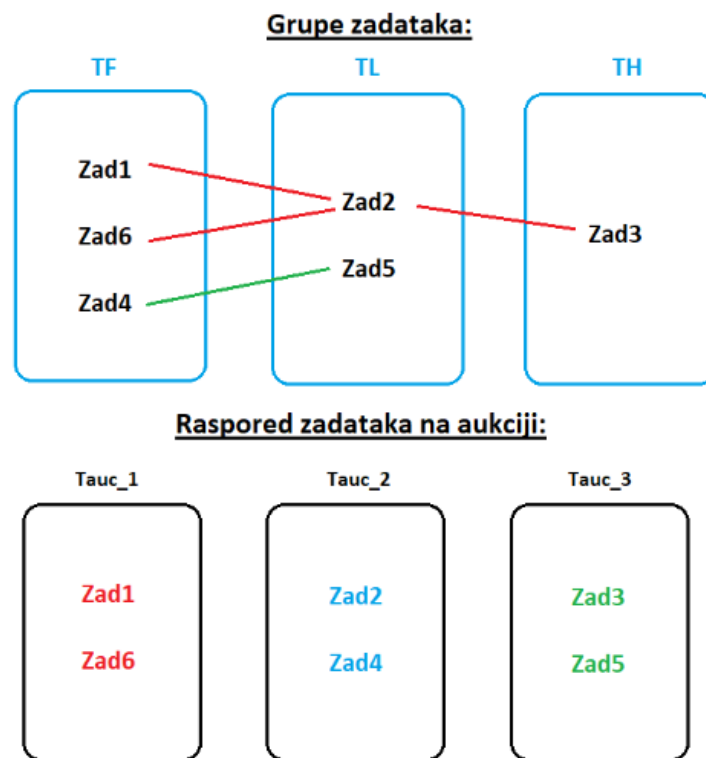 Grupe zadataka:
TF TL TH
Zad1
Zad2
Zad6
Zad3
Zad5
Zad4
Raspored zadataka na aukciji:
Tauc_1 Tauc_2 Tauc_3
Zad1 Zad2 Zad3
Zad6 Zad4 Zad5